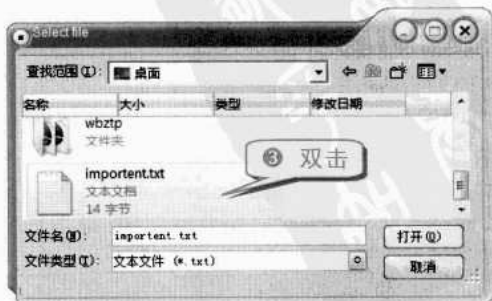 Select file
查找范围(I): 桌面
名称 大小 类型 修改日期
wbztp
文件夹
③ 双击
importent.txt
文本文档
14 字节
文件名(N): importent.txt 打开(O)
文件类型(T): 文本文件 (*.txt) 取消